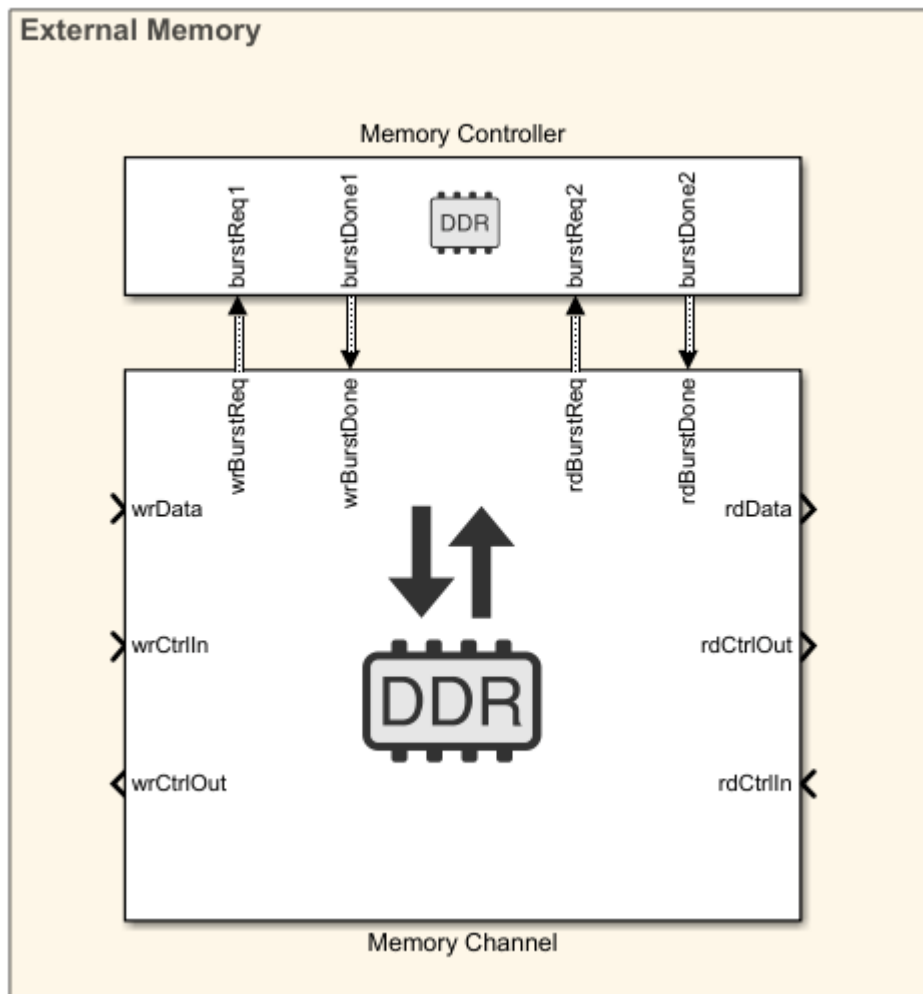 External Memory
Memory Controller
burstReq1
burstDone1
DDR
burstReq2
burstDone2
wrBurstReq
wrBurstDone
rdBurstReq
rdBurstDone
wrData
rdData
wrCtrlIn
rdCtrlOut
DDR
wrCtrlOut
rdCtrlIn
Memory Channel